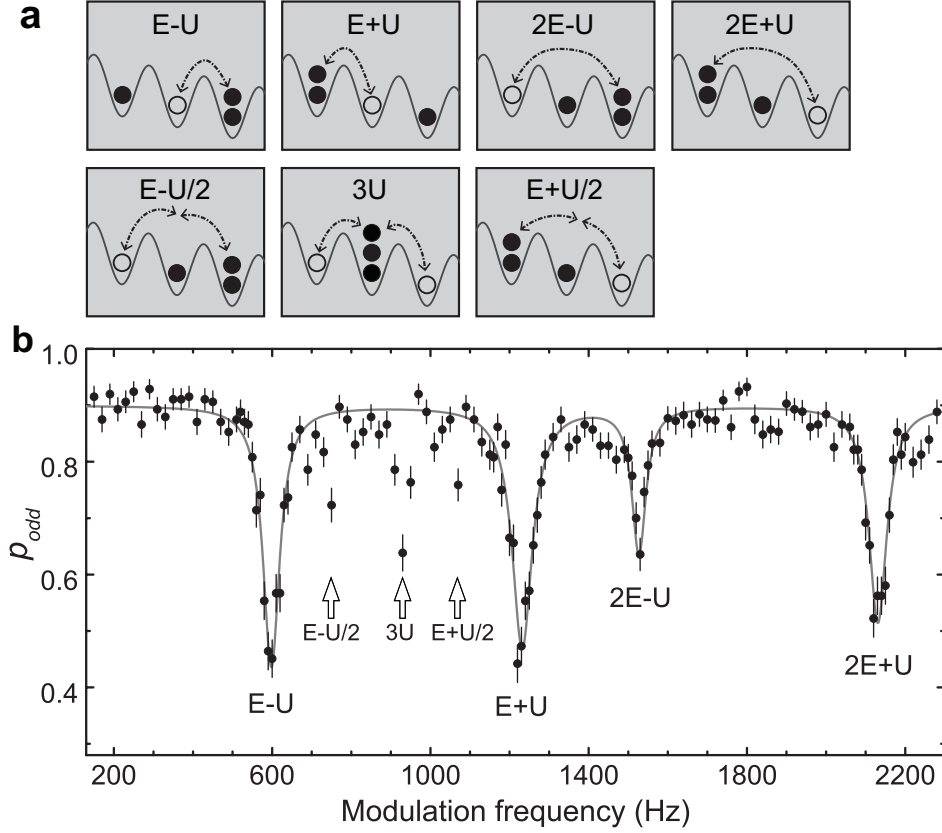 a
E-U
E+U
2E-U
2E+U
E-U/2
3U
E+U/2
b
1.0
0.8
0.6
0.4
p_odd
E-U/2
3U
E+U/2
2E-U
2E+U
E-U
E+U
200
600
1000
1400
1800
2200
Modulation frequency (Hz)